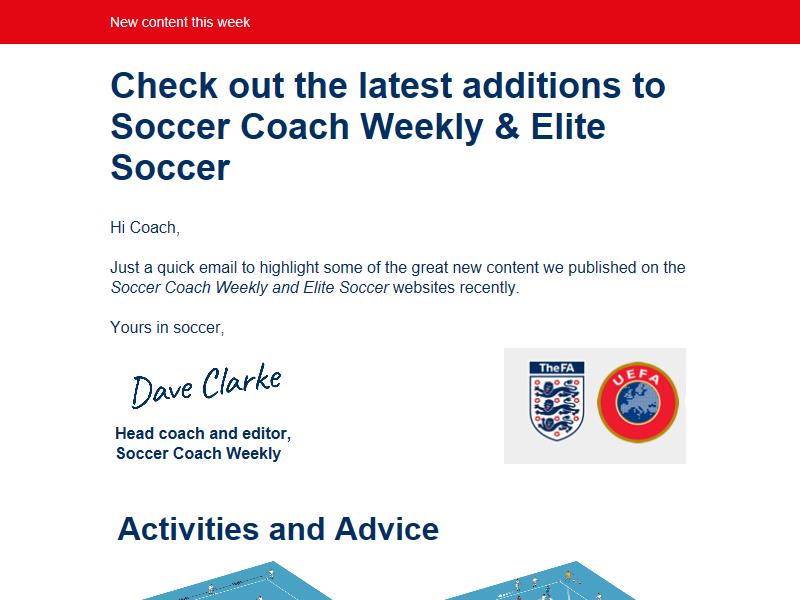 New content this week
Check out the latest additions to
Soccer Coach Weekly & Elite
Soccer
Hi Coach,
Just a quick email to highlight some of the great new content we published on the
Soccer Coach Weekly and Elite Soccer websites recently.
Yours in soccer,
Dave Clarke
The FA
UEFA
Head coach and editor,
Soccer Coach Weekly
Activities and Advice